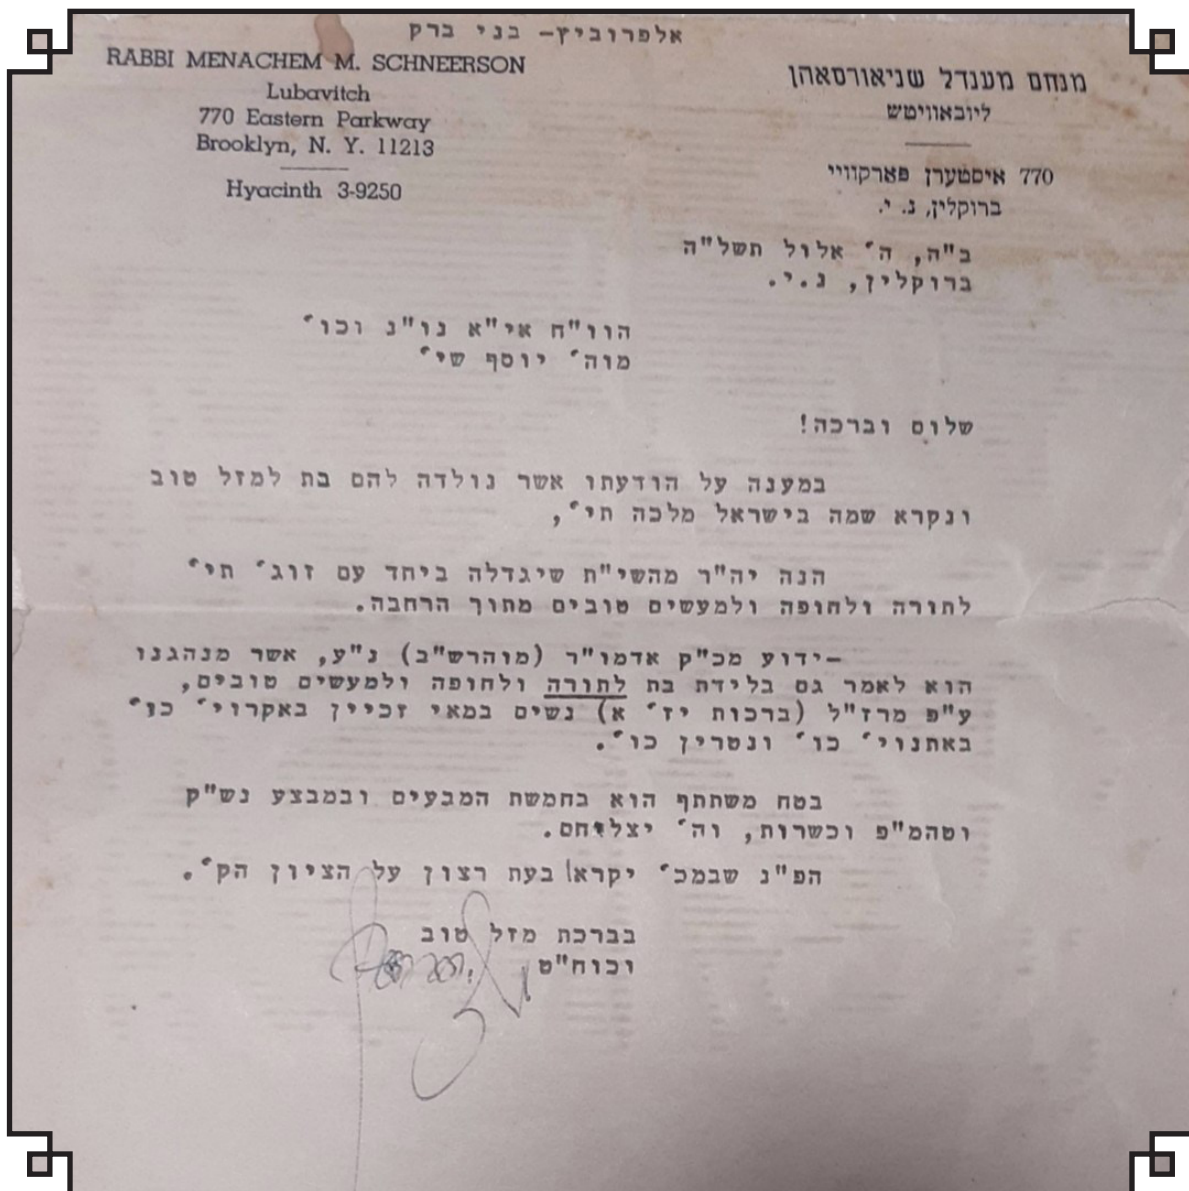 אלפרוביץ- בני ברק
RABBI MENACHEM M. SCHNEERSON
Lubavitch
770 Eastern Parkway
Brooklyn, N. Y. 11213
Hyacinth 3-9250
מנחם מענדל שניאורסאהן
ליובאוויטש
770 איסטערן פארקוויי
ברוקלין, נ. י.
ב"ה, ה' אלול תשל"ה
ברוקלין, נ.י.
הוו"ח אי"א נו"נ וכו'
מוה' יוסף שי'
שלום וברכה!
במענה על הודעתו אשר נולדה להם בת למזל טוב
ונקרא שמה בישראל מלכה תי',
הנה יה"ר מהשי"ת שיגדלה ביחד עם זוג' תי'
לתורה ולחופה ולמעשים טובים מתוך הרחבה.
-ידוע מכ"ק אדמו"ר (מוהרש"ב) נ"ע, אשר מנהגנו
הוא לאמר גם בלידת בת לתורה ולחופה ולמעשים טובים,
ע"פ מרז"ל (ברכות יז' א) נשים במאי זכיין באקרויי' כו'
באתנויי' כו' ונטרין כו'.
בטח משתתף הוא בחמשת המבעים ובמבצע נש"ק
וטהמ"פ וכשרות, וה' יצליחם.
הפ"נ שבמכ' יקרא בעת רצון על הציון הק'.
בברכת מזל טוב
וכוח"ט